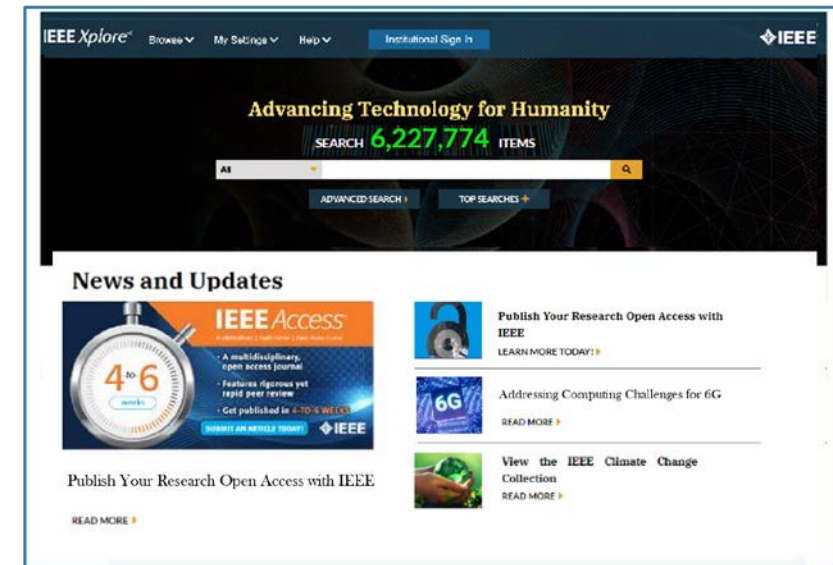 IEEE Xplore®
Browse My Settings Help Institutional Sign In
IEEE
Advancing Technology for Humanity
SEARCH 6,227,774 ITEMS
All
ADVANCED SEARCH TOP SEARCHES
News and Updates
IEEE Access
· A multidisciplinary,
open access journal
· Features rigorous yet
rapid peer review
· Get published in 4-TO-6 WEEKS
SUBMIT AN ARTICLE TODAY!
IEEE
4-to-6
weeks
Publish Your Research Open Access with IEEE
READ MORE
Publish Your Research Open Access with
IEEE
LEARN MORE TODAY!
6G
Addressing Computing Challenges for 6G
READ MORE
View the IEEE Climate Change
Collection
READ MORE